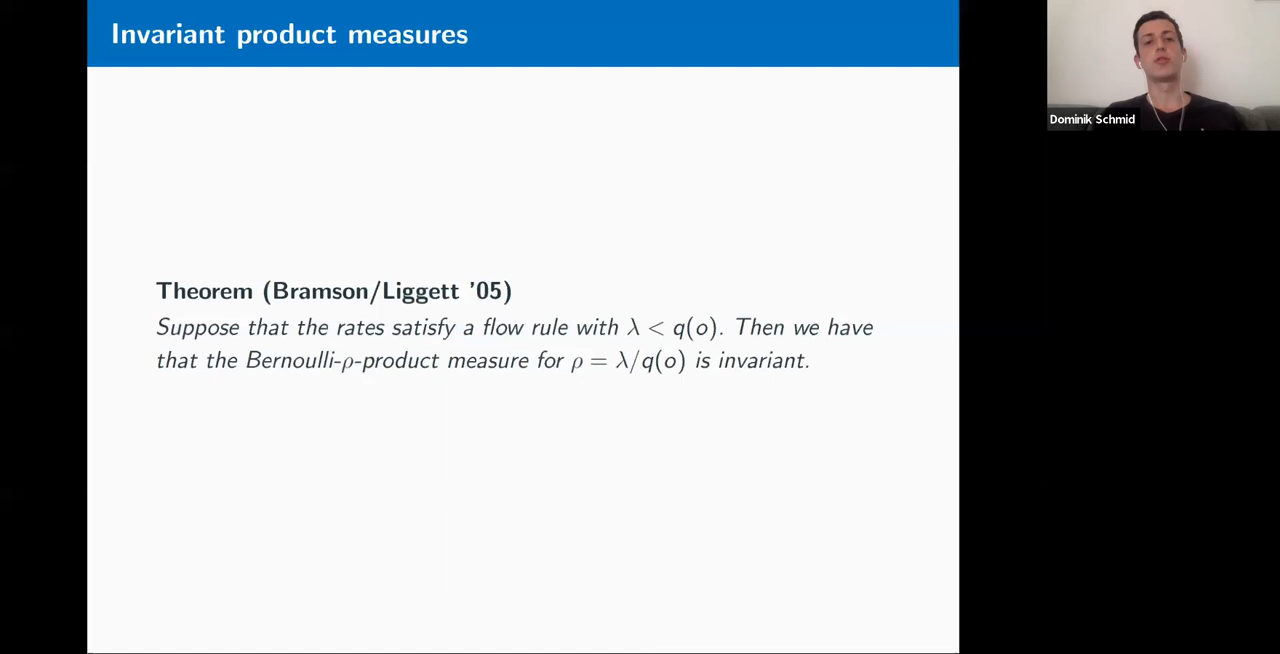 Invariant product measures
Dominik Schmid
Theorem (Bramson/Liggett '05)
Suppose that the rates satisfy a flow rule with λ < q(o). Then we have
that the Bernoulli-ρ-product measure for ρ = λ/q(o) is invariant.